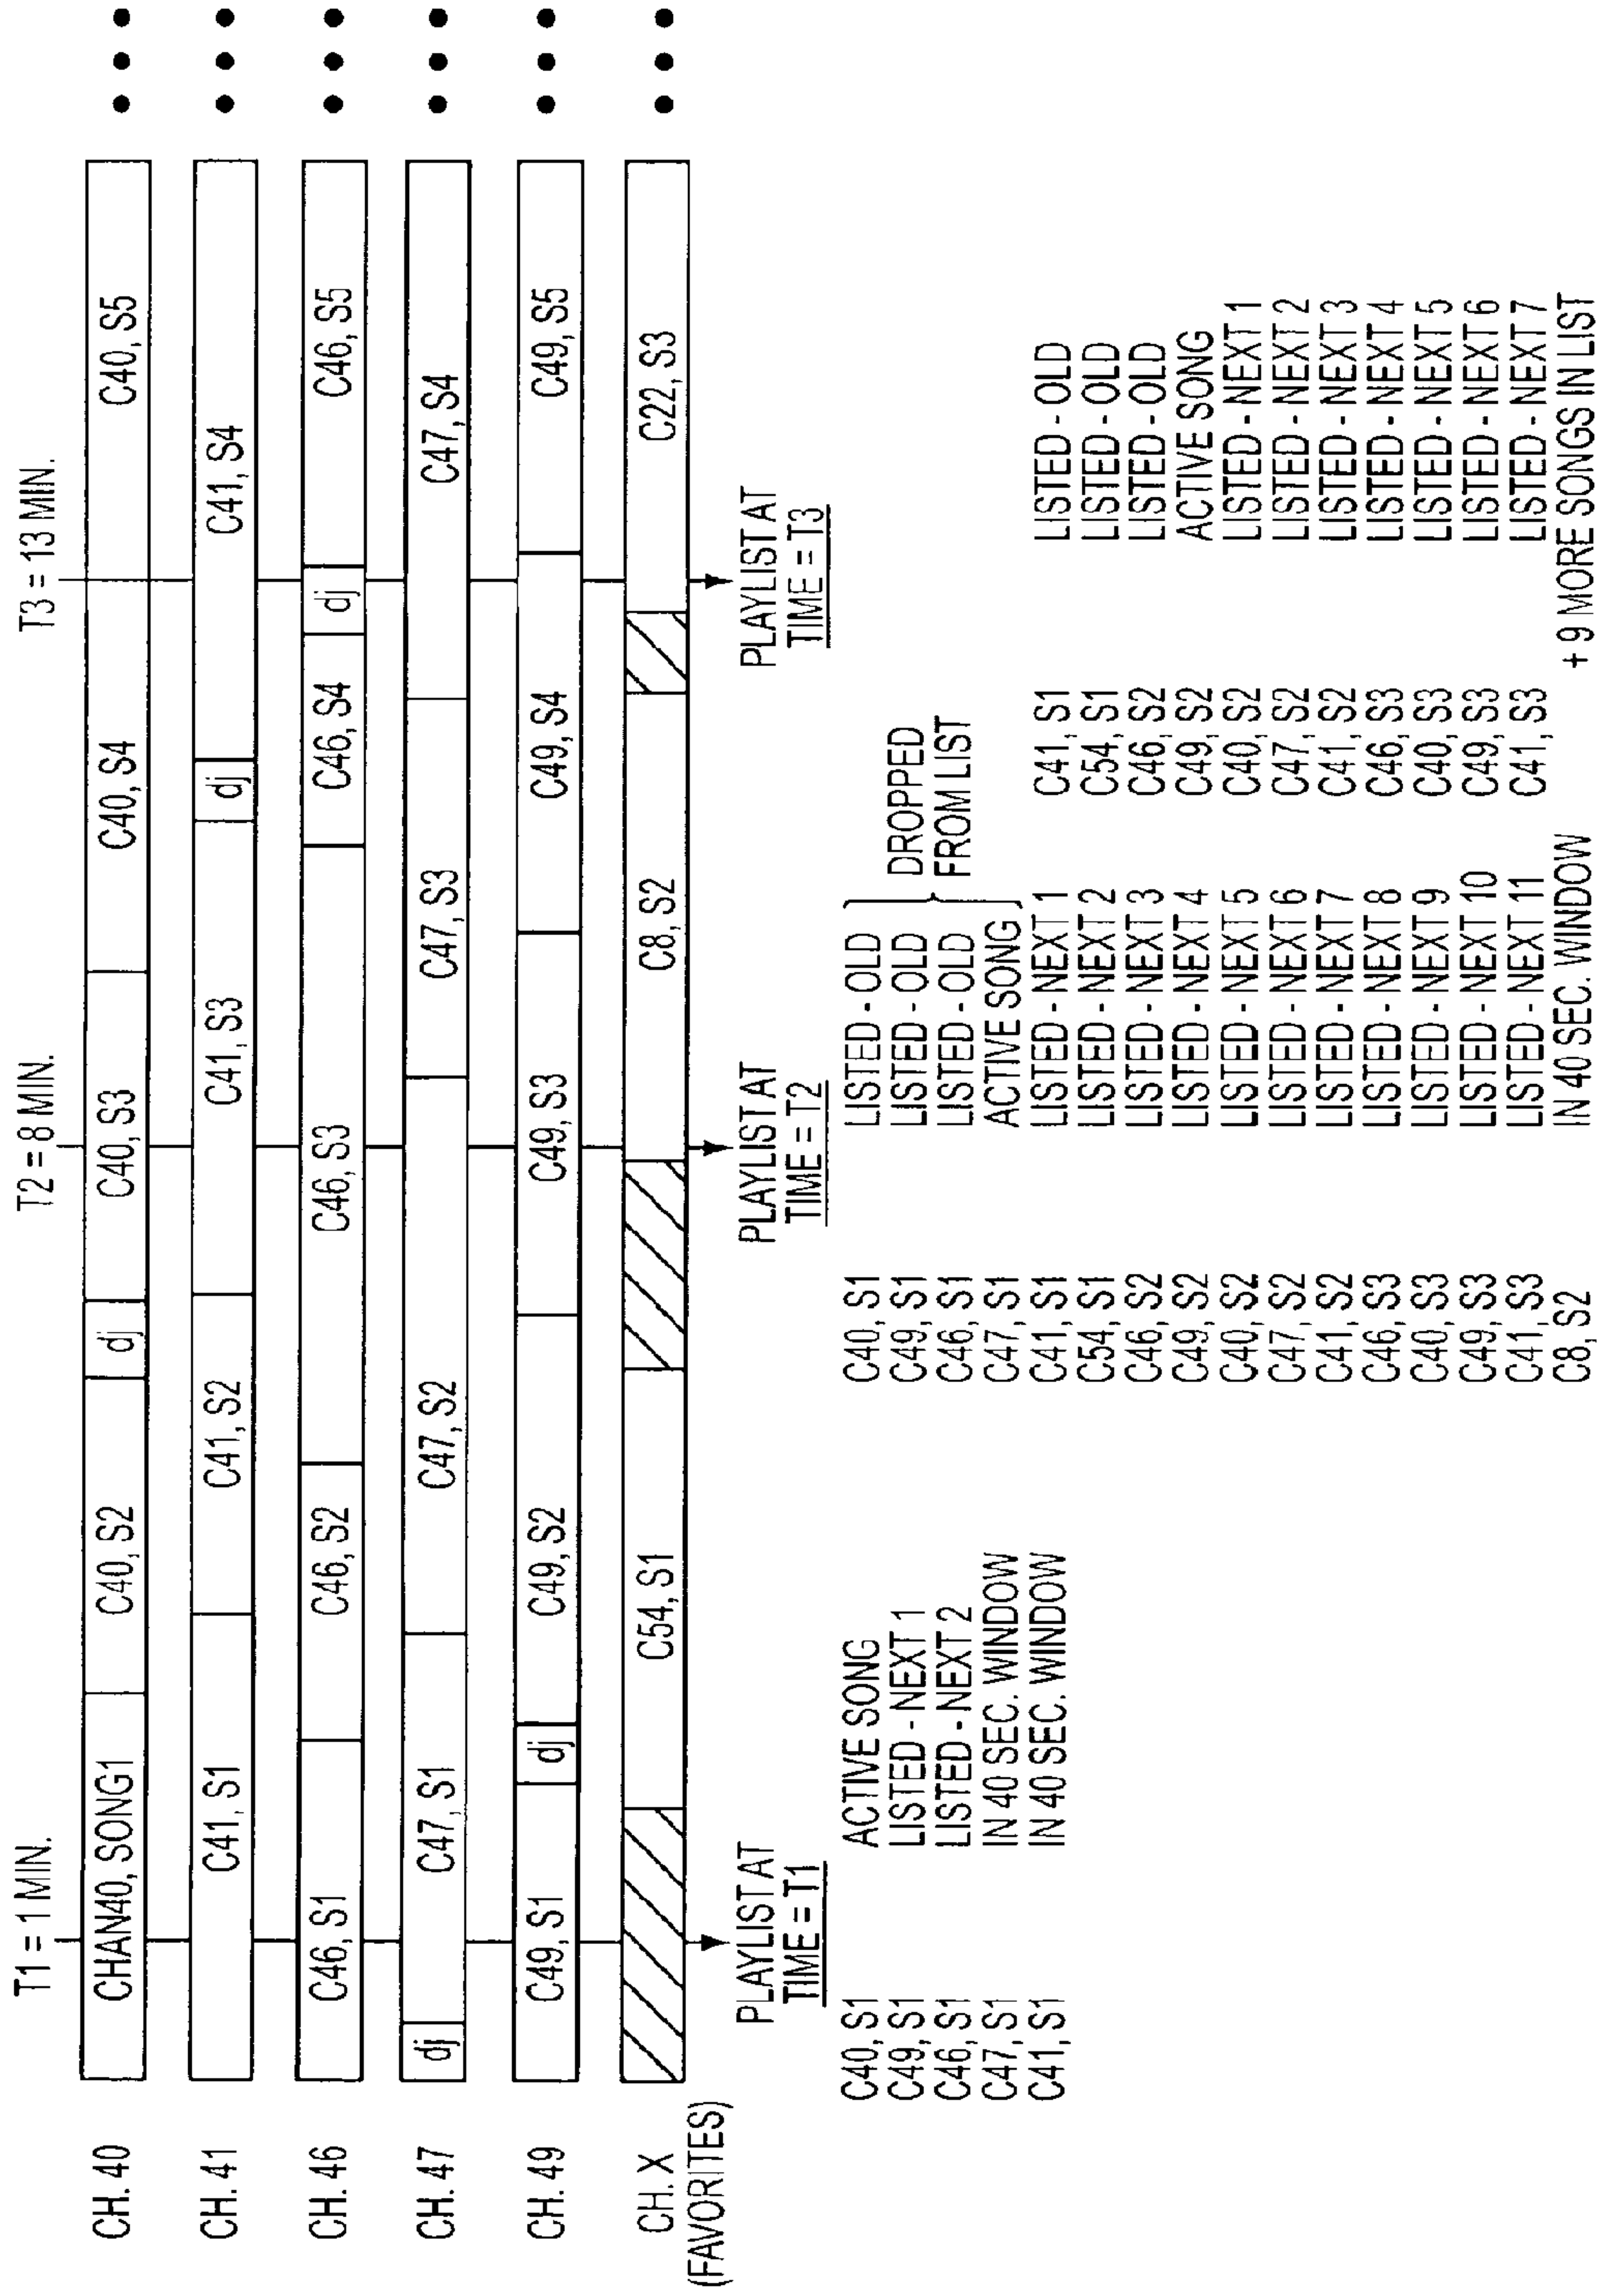 T1 = 1 MIN.
T2 = 8 MIN.
T3 = 13 MIN.
CH. 40
CHAN40, SONG1
C40, S2
dj
C40, S3
C40, S4
C40, S5
CH. 41
C41, S1
C41, S2
C41, S3
dj
C41, S4
CH. 46
C46, S1
C46, S2
C46, S3
C46, S4
dj
C46, S5
CH. 47
dj
C47, S1
C47, S2
C47, S3
C47, S4
CH. 49
C49, S1
dj
C49, S2
C49, S3
C49, S4
C49, S5
CH. X
(FAVORITES)
C54, S1
C8, S2
C22, S3
PLAYLIST AT
TIME = T1
C40, S1 ACTIVE SONG
C49, S1 LISTED - NEXT 1
C46, S1 LISTED - NEXT 2
C47, S1 IN 40 SEC. WINDOW
C41, S1 IN 40 SEC. WINDOW
PLAYLIST AT
TIME = T2
C40, S1 LISTED - OLD
C49, S1 LISTED - OLD
C46, S1 LISTED - OLD
C47, S1 ACTIVE SONG
DROPPED
FROM LIST
C41, S1 LISTED - NEXT 1
C54, S1 LISTED - NEXT 2
C46, S2 LISTED - NEXT 3
C49, S2 LISTED - NEXT 4
C40, S2 LISTED - NEXT 5
C47, S2 LISTED - NEXT 6
C41, S2 LISTED - NEXT 7
C46, S3 LISTED - NEXT 8
C40, S3 LISTED - NEXT 9
C49, S3 LISTED - NEXT 10
C41, S3 LISTED - NEXT 11
C8, S2 IN 40 SEC. WINDOW
PLAYLIST AT
TIME = T3
C41, S1 LISTED - OLD
C54, S1 LISTED - OLD
C46, S2 LISTED - OLD
C49, S2 ACTIVE SONG
C40, S2 LISTED - NEXT 1
C47, S2 LISTED - NEXT 2
C41, S2 LISTED - NEXT 3
C46, S3 LISTED - NEXT 4
C40, S3 LISTED - NEXT 5
C49, S3 LISTED - NEXT 6
C41, S3 LISTED - NEXT 7
+ 9 MORE SONGS IN LIST